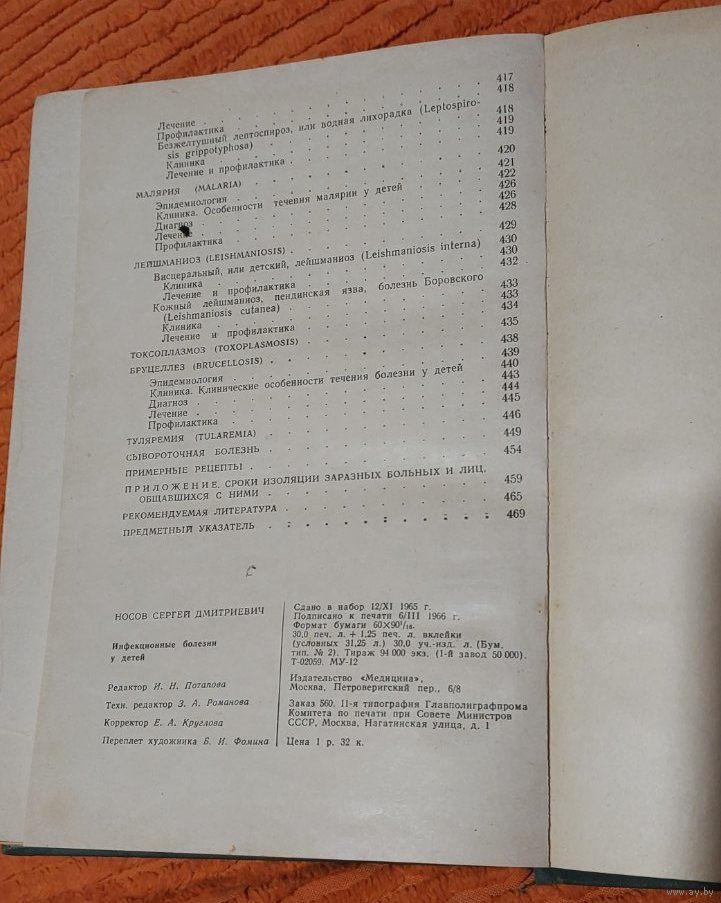 Лечение . . . 417
Профилактика . . . 418
Безжелтушный лептоспироз, или водная лихорадка (Leptospiro-
sis grippotyphosa) . . . 418
Клиника . . . 419
Лечение и профилактика . . . 419
МАЛЯРИЯ (MALARIA) . . . 420
Эпидемиология . . . 421
Клиника. Особенности течения малярии у детей . . . 422
Диагноз . . . 426
Лечение . . . 426
Профилактика . . . 428
ЛЕЙШМАНИОЗ (LEISHMANIOSIS) . . . 429
Висцеральный, или детский, лейшманиоз (Leishmaniosis interna) 430
Клиника . . . 430
Лечение и профилактика . . . 432
Кожный лейшманиоз, пендинская язва, болезнь Боровского
(Leishmaniosis cutanea) . . . 433
Клиника . . . 433
Лечение и профилактика . . . 434
ТОКСОПЛАЗМОЗ (TOXOPLASMOSIS) . . . 435
БРУЦЕЛЛЕЗ (BRUCELLOSIS) . . . 438
Эпидемиология . . . 439
Клиника. Клинические особенности течения болезни у детей 440
Диагноз . . . 443
Лечение . . . 444
Профилактика . . . 445
ТУЛЯРЕМИЯ (TULAREMIA) . . . 446
СЫВОРОТОЧНАЯ БОЛЕЗНЬ . . . 449
ПРИМЕРНЫЕ РЕЦЕПТЫ . . . 454
ПРИЛОЖЕНИЕ. СРОКИ ИЗОЛЯЦИИ ЗАРАЗНЫХ БОЛЬНЫХ И ЛИЦ,
ОБЩАВШИХСЯ С НИМИ . . . 459
РЕКОМЕНДУЕМАЯ ЛИТЕРАТУРА . . . 465
ПРЕДМЕТНЫЙ УКАЗАТЕЛЬ . . . 469
НОСОВ СЕРГЕЙ ДМИТРИЕВИЧ
Инфекционные болезни
у детей
Редактор И. Н. Потапова
Техн. редактор З. А. Романова
Корректор Е. А. Круглова
Переплет художника Б. И. Фомина
Сдано в набор 12/XI 1965 г.
Подписано к печати 6/III 1966 г.
Формат бумаги 60×90 1/16.
30,0 печ. л. + 1,25 печ. л. вклейки
(условных 31,25 л.) 30,0 уч.-изд. л. (Бум.
тип. № 2). Тираж 94 000 экз. (1-й завод 50 000).
Т-02059. МУ-12
Издательство «Медицина»,
Москва, Петроверигский пер., 6/8
Заказ 560. 11-я типография Главполиграфпрома
Комитета по печати при Совете Министров
СССР, Москва, Нагатинская улица, д. 1
Цена 1 р. 32 к.
www.ay.by